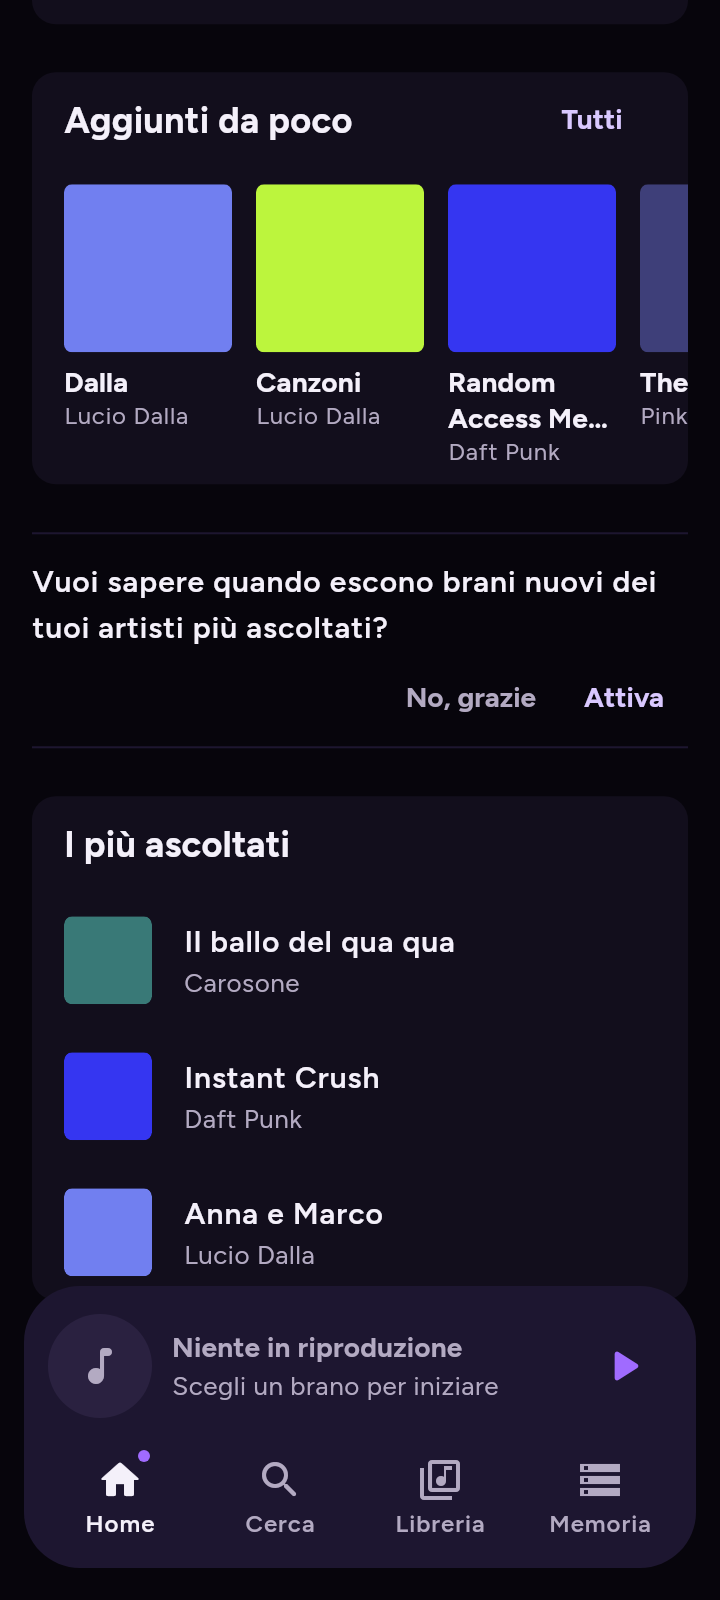 Aggiunti da poco
Tutti
Dalla
Lucio Dalla
Canzoni
Lucio Dalla
Random
Access Me...
Daft Punk
The
Pink
Vuoi sapere quando escono brani nuovi dei
tuoi artisti più ascoltati?
No, grazie
Attiva
I più ascoltati
Il ballo del qua qua
Carosone
Instant Crush
Daft Punk
Anna e Marco
Lucio Dalla
Niente in riproduzione
Scegli un brano per iniziare
Home
Cerca
Libreria
Memoria